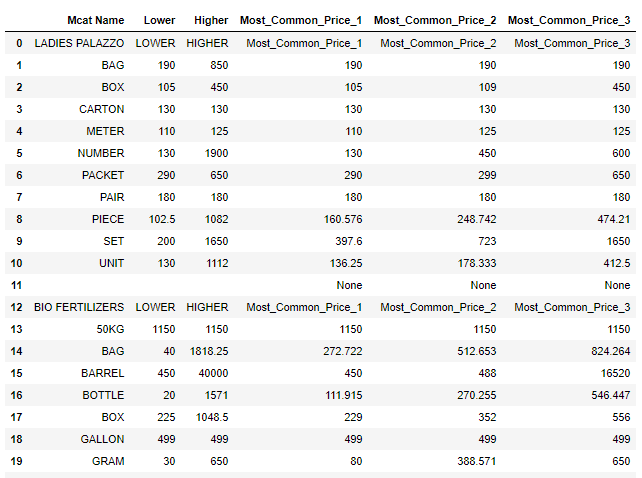 Mcat Name Lower Higher Most_Common_Price_1 Most_Common_Price_2 Most_Common_Price_3
0 LADIES PALAZZO LOWER HIGHER Most_Common_Price_1 Most_Common_Price_2 Most_Common_Price_3
1 BAG 190 850 190 190 190
2 BOX 105 450 105 109 450
3 CARTON 130 130 130 130 130
4 METER 110 125 110 125 125
5 NUMBER 130 1900 130 450 600
6 PACKET 290 650 290 299 650
7 PAIR 180 180 180 180 180
8 PIECE 102.5 1082 160.576 248.742 474.21
9 SET 200 1650 397.6 723 1650
10 UNIT 130 1112 136.25 178.333 412.5
11 None None None
12 BIO FERTILIZERS LOWER HIGHER Most_Common_Price_1 Most_Common_Price_2 Most_Common_Price_3
13 50KG 1150 1150 1150 1150 1150
14 BAG 40 1818.25 272.722 512.653 824.264
15 BARREL 450 40000 450 488 16520
16 BOTTLE 20 1571 111.915 270.255 546.447
17 BOX 225 1048.5 229 352 556
18 GALLON 499 499 499 499 499
19 GRAM 30 650 80 388.571 650